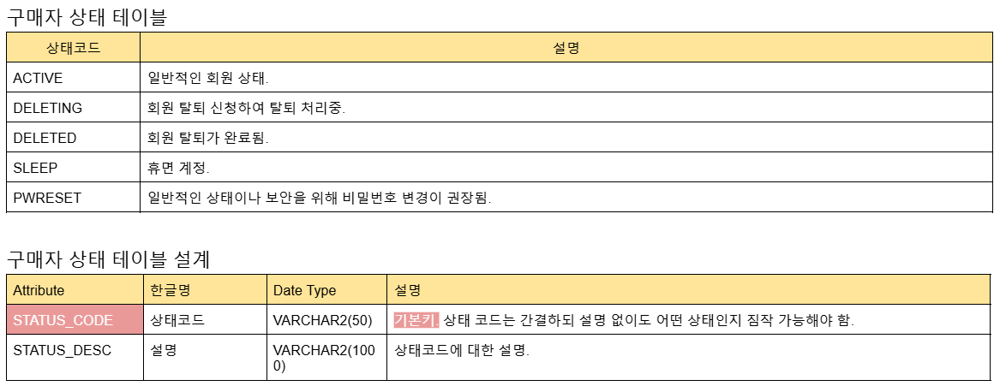 구매자 상태 테이블
상태코드 설명
ACTIVE 일반적인 회원 상태.
DELETING 회원 탈퇴 신청하여 탈퇴 처리중.
DELETED 회원 탈퇴가 완료됨.
SLEEP 휴면 계정.
PWRESET 일반적인 상태이나 보안을 위해 비밀번호 변경이 권장됨.
구매자 상태 테이블 설계
Attribute 한글명 Date Type 설명
STATUS_CODE 상태코드 VARCHAR2(50) 기본키. 상태 코드는 간결하되 설명 없이도 어떤 상태인지 짐작 가능해야 함.
STATUS_DESC 설명 VARCHAR2(100 상태코드에 대한 설명.
0)